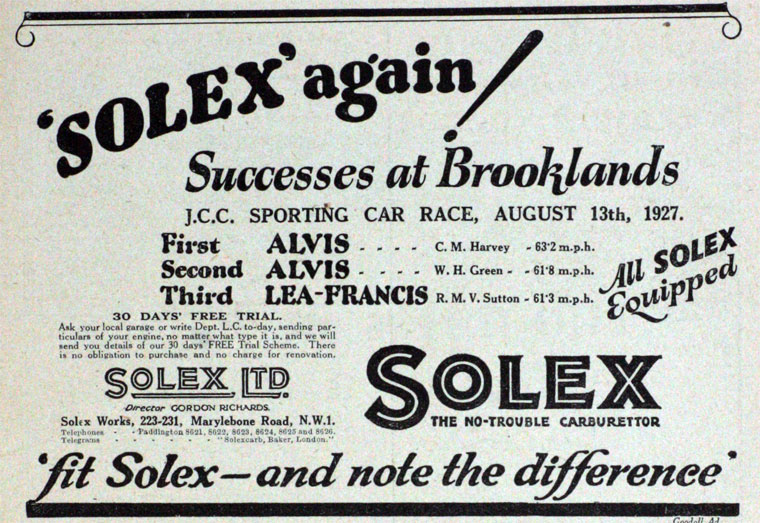 'SOLEX' again!
Successes at Brooklands
J.C.C. SPORTING CAR RACE, AUGUST 13th, 1927.
First ALVIS - - - - C. M. Harvey - 63·2 m.p.h.
Second ALVIS - - - - W. H. Green - - 61·8 m.p.h.
Third LEA-FRANCIS R. M. V. Sutton - 61·3 m.p.h.
All SOLEX
Equipped
30 DAYS' FREE TRIAL.
Ask your local garage or write Dept. L.C. to-day, sending par-
ticulars of your engine, no matter what type it is, and we will
send you details of our 30 days' FREE Trial Scheme. There
is no obligation to purchase and no charge for renovation.
SOLEX LTD.
Director GORDON RICHARDS.
Solex Works, 223-231, Marylebone Road, N.W.1.
Telephones - - Paddington 8621, 8622, 8623, 8624, 8625 and 8626.
Telegrams - - - - - "Solexcarb, Baker, London."
SOLEX
THE NO-TROUBLE CARBURETTOR
'fit Solex—and note the difference'
Goodall Ad.